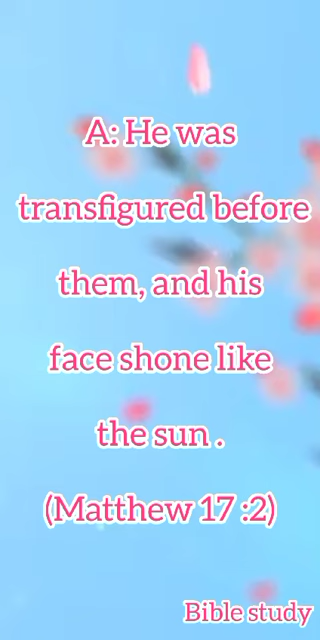 A: He was
transfigured before
them, and his
face shone like
the sun .
(Matthew 17 :2)
Bible study